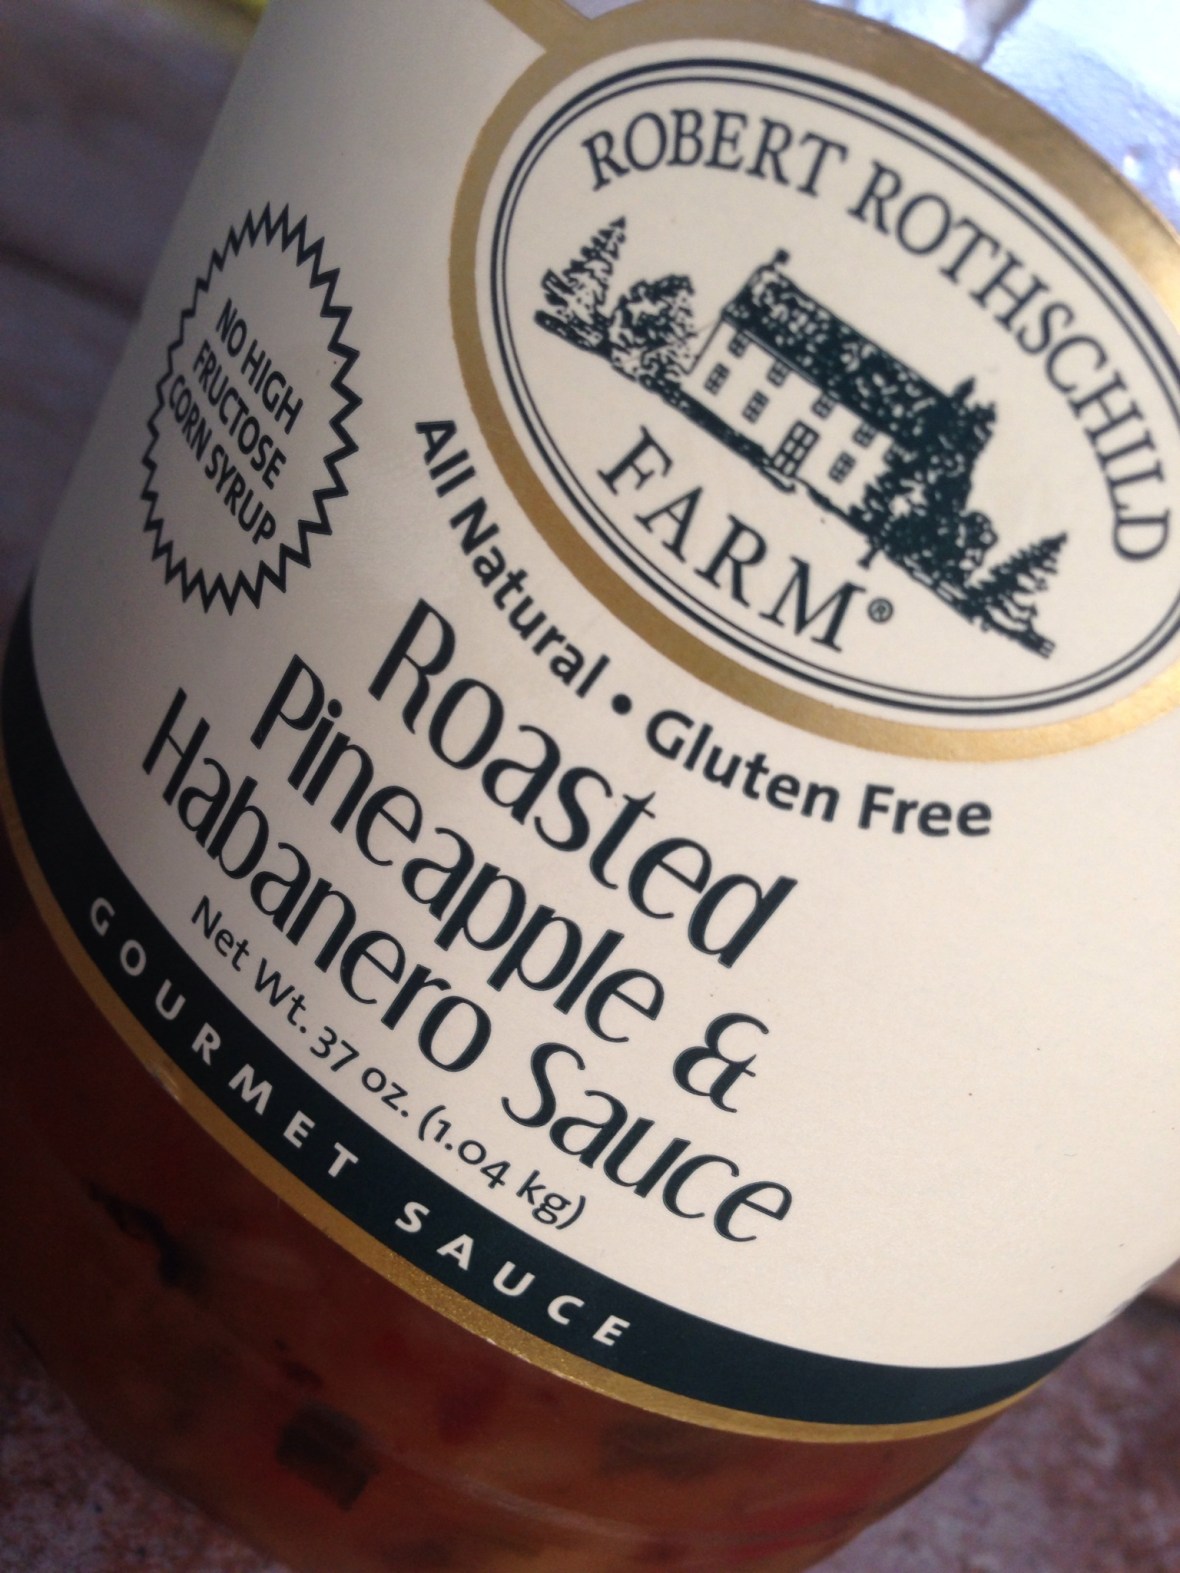 ROBERT ROTHSCHILD
FARM®
NO HIGH
FRUCTOSE
CORN SYRUP
All Natural • Gluten Free
Roasted
Pineapple &
Habanero Sauce
Net Wt. 37 oz. (1.04 kg)
GOURMET SAUCE